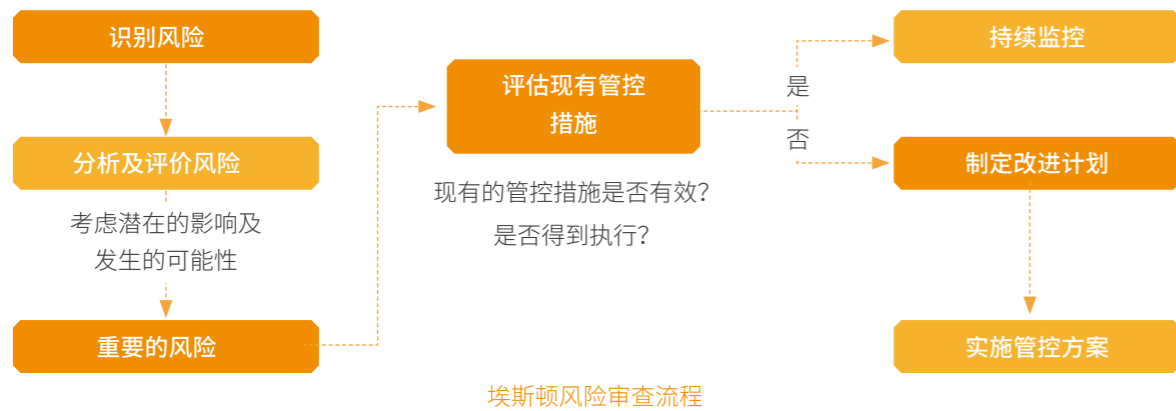 识别风险
分析及评价风险
考虑潜在的影响及
发生的可能性
重要的风险
评估现有管控
措施
现有的管控措施是否有效？
是否得到执行？
是
否
持续监控
制定改进计划
实施管控方案
埃斯顿风险审查流程